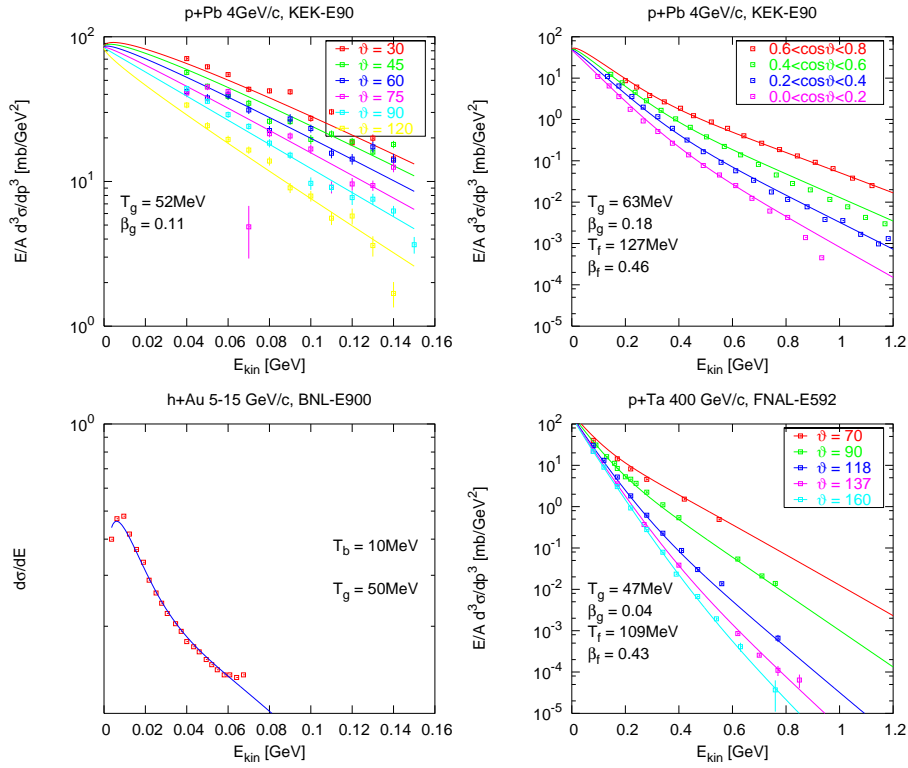 p+Pb 4GeV/c, KEK-E90
E/A d³σ/dp³ [mb/GeV²]
10²
10¹
10⁰
ϑ = 30
ϑ = 45
ϑ = 60
ϑ = 75
ϑ = 90
ϑ = 120
T_g = 52MeV
β_g = 0.11
0 0.02 0.04 0.06 0.08 0.1 0.12 0.14 0.16
E_kin [GeV]
p+Pb 4GeV/c, KEK-E90
E/A d³σ/dp³ [mb/GeV²]
10²
10¹
10⁰
10⁻¹
10⁻²
10⁻³
10⁻⁴
10⁻⁵
0.6<cosϑ<0.8
0.4<cosϑ<0.6
0.2<cosϑ<0.4
0.0<cosϑ<0.2
T_g = 63MeV
β_g = 0.18
T_f = 127MeV
β_f = 0.46
0 0.2 0.4 0.6 0.8 1 1.2
E_kin [GeV]
h+Au 5-15 GeV/c, BNL-E900
dσ/dE
10⁰
T_b = 10MeV
T_g = 50MeV
0 0.02 0.04 0.06 0.08 0.1 0.12 0.14 0.16
E_kin [GeV]
p+Ta 400 GeV/c, FNAL-E592
E/A d³σ/dp³ [mb/GeV²]
10²
10¹
10⁰
10⁻¹
10⁻²
10⁻³
10⁻⁴
10⁻⁵
ϑ = 70
ϑ = 90
ϑ = 118
ϑ = 137
ϑ = 160
T_g = 47MeV
β_g = 0.04
T_f = 109MeV
β_f = 0.43
0 0.2 0.4 0.6 0.8 1 1.2
E_kin [GeV]